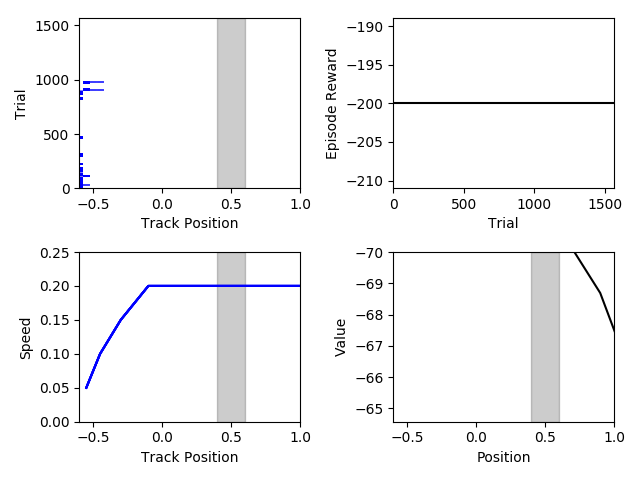 1500
1000
500
0
Trial
−0.5 0.0 0.5 1.0
Track Position
−190
−195
−200
−205
−210
Episode Reward
0 500 1000 1500
Trial
0.25
0.20
0.15
0.10
0.05
0.00
Speed
−0.5 0.0 0.5 1.0
Track Position
−70
−69
−68
−67
−66
−65
Value
−0.5 0.0 0.5 1.0
Position